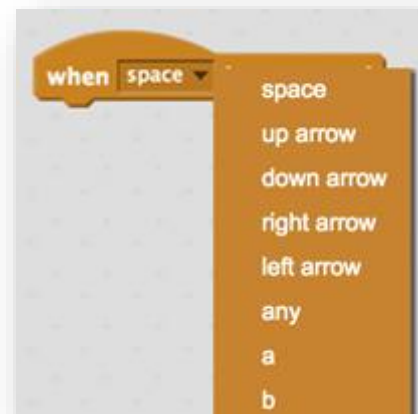 when space
space
up arrow
down arrow
right arrow
left arrow
any
a
b